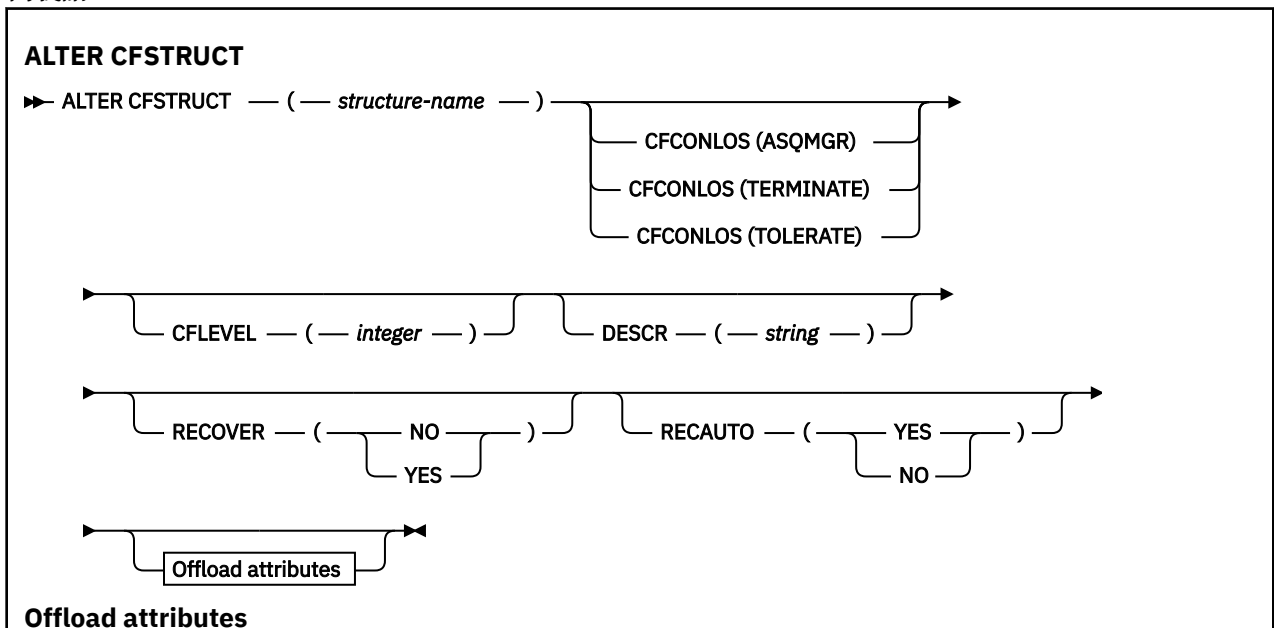 ALTER CFSTRUCT
ALTER CFSTRUCT ( structure-name )
CFCONLOS (ASQMGR)
CFCONLOS (TERMINATE)
CFCONLOS (TOLERATE)
CFLEVEL ( integer ) DESCR ( string )
RECOVER ( NO ) RECAUTO ( YES )
YES NO
Offload attributes
Offload attributes